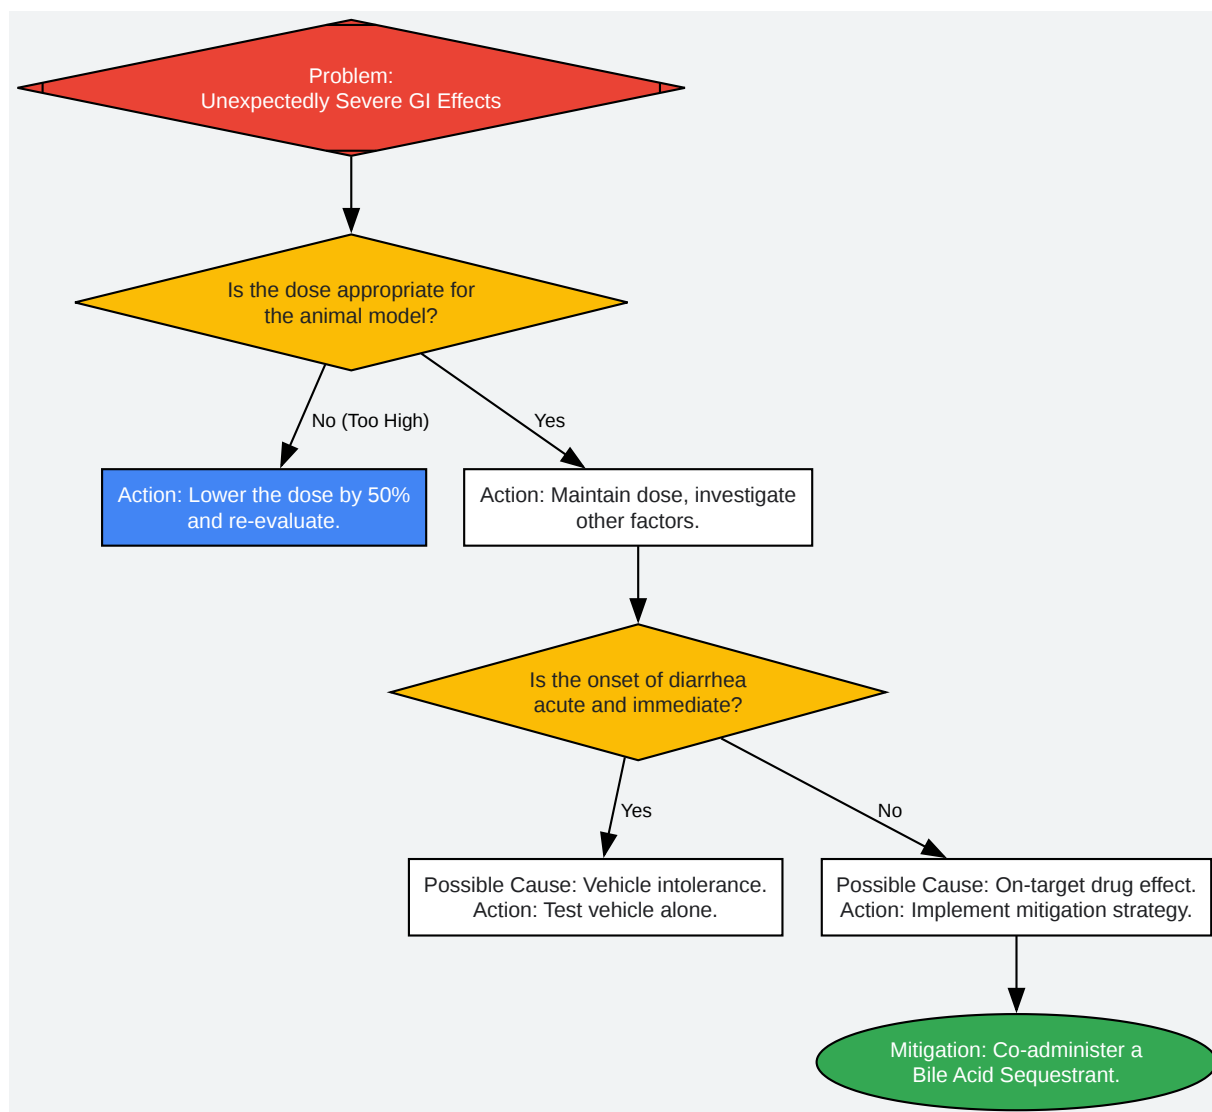 Problem:
Unexpectedly Severe GI Effects
Is the dose appropriate for
the animal model?
No (Too High)
Yes
Action: Lower the dose by 50%
and re-evaluate.
Action: Maintain dose, investigate
other factors.
Is the onset of diarrhea
acute and immediate?
Yes
No
Possible Cause: Vehicle intolerance.
Action: Test vehicle alone.
Possible Cause: On-target drug effect.
Action: Implement mitigation strategy.
Mitigation: Co-administer a
Bile Acid Sequestrant.